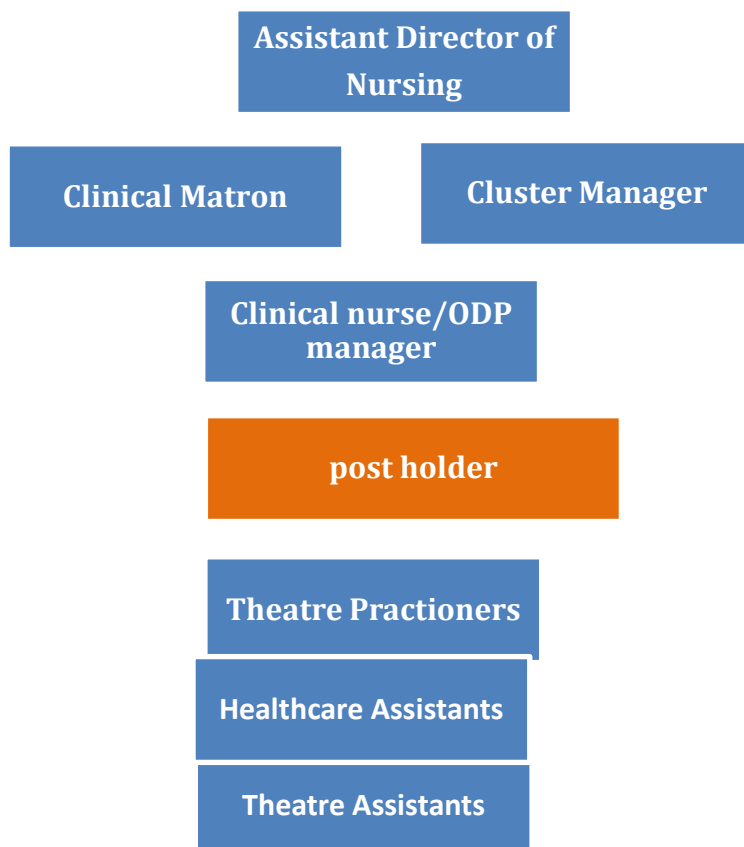 Assistant Director of
Nursing
Clinical Matron
Cluster Manager
Clinical nurse/ODP
manager
post holder
Theatre Practioners
Healthcare Assistants
Theatre Assistants